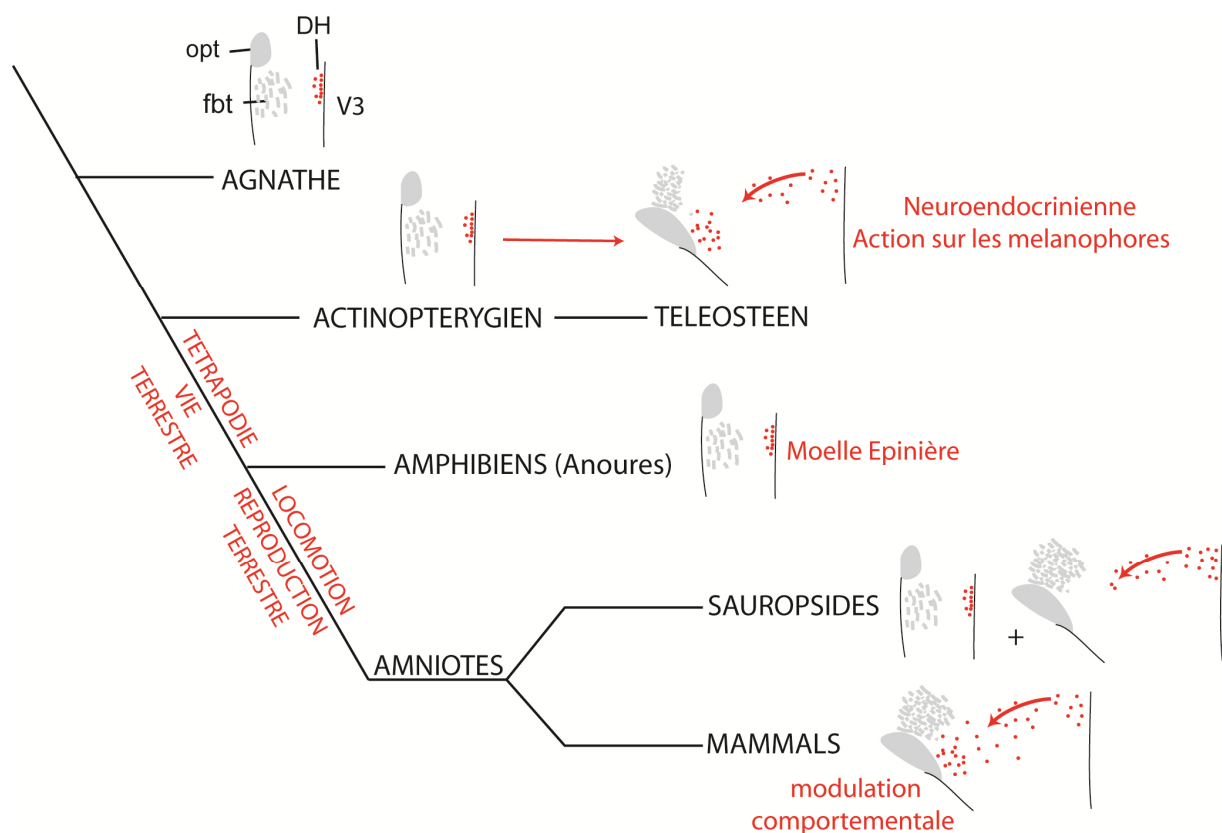 DH
opt
fbt
V3
AGNATHE
Neuroendocrinienne
Action sur les melanophores
ACTINOPTERYGIEN
TELEOSTEEN
TETRAPODIE
VIE
TERRESTRE
AMPHIBIENS (Anoures)
Moelle Epinière
LOCOMOTION
REPRODUCTION
TERRESTRE
SAUROPSIDES
+
AMNIOTES
MAMMALS
modulation
comportementale